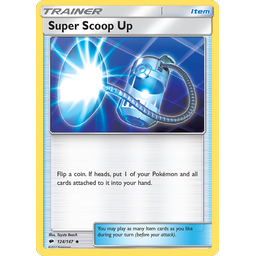 TRAINER
Item
Super Scoop Up
Flip a coin. If heads, put 1 of your Pokémon and all
cards attached to it into your hand.
Illus. Toyste Beach
124/147
You may play as many Item cards as you like
during your turn (before your attack).